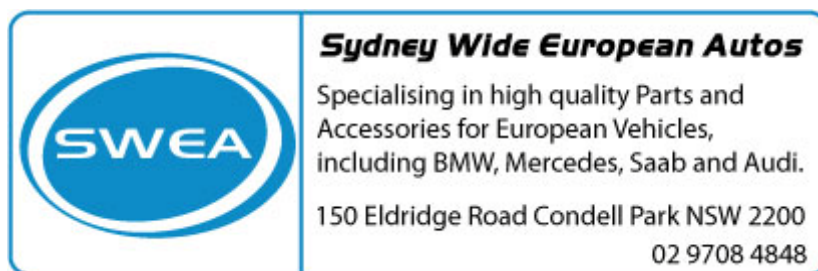 SWEA
Sydney Wide European Autos
Specialising in high quality Parts and
Accessories for European Vehicles,
including BMW, Mercedes, Saab and Audi.
150 Eldridge Road Condell Park NSW 2200
02 9708 4848